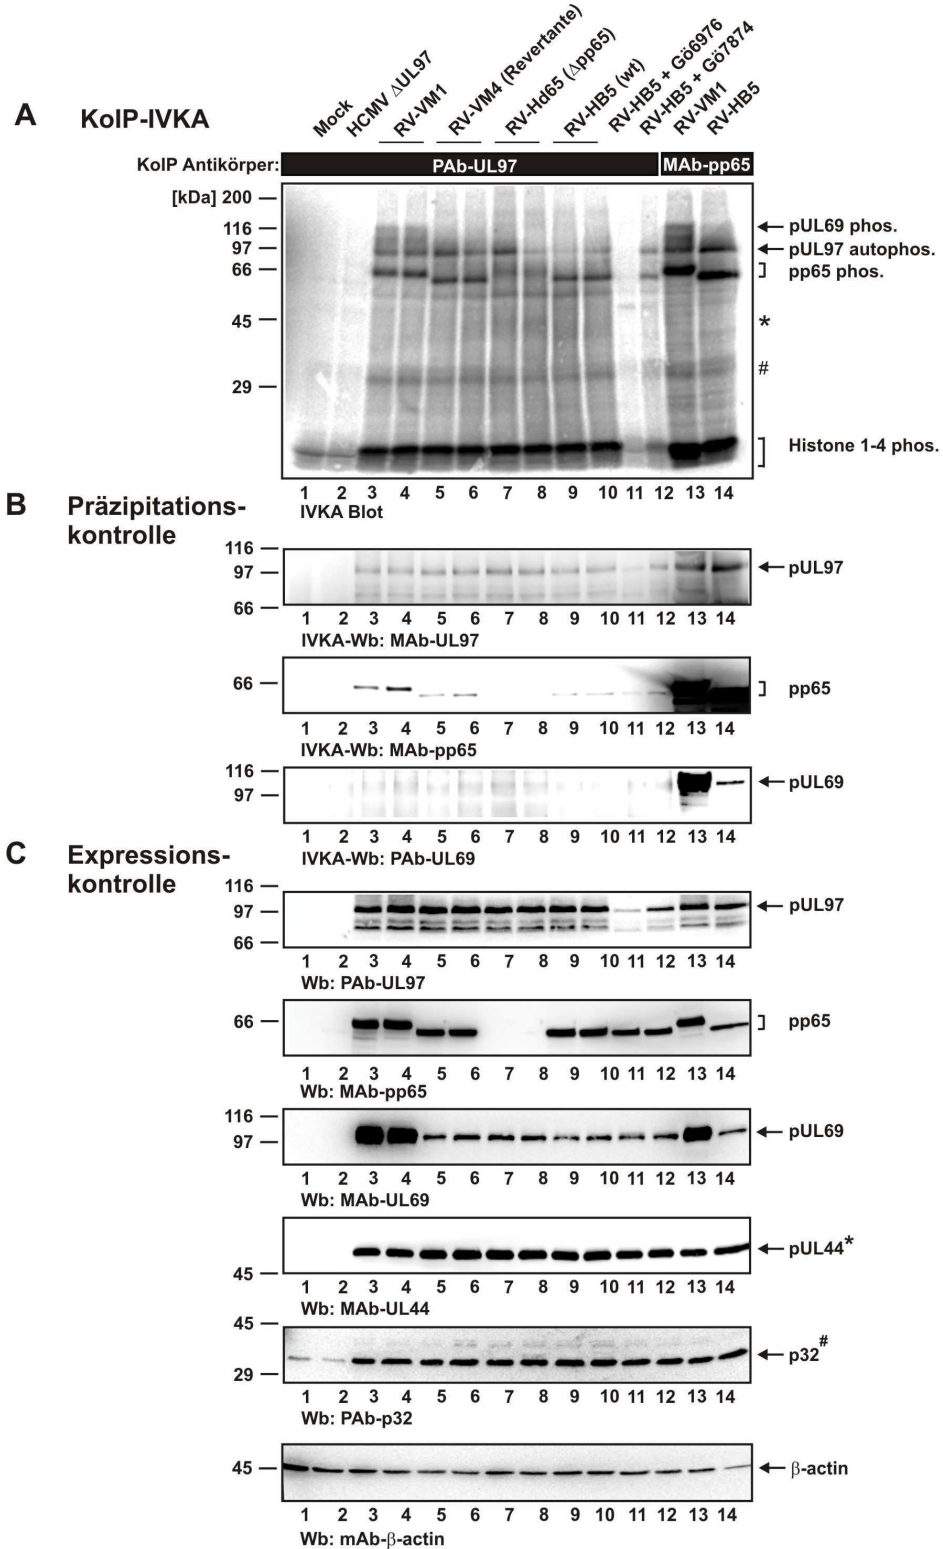 Mock
HCMV ΔUL97
RV-VM1
RV-VM4 (Revertante)
RV-Hd65 (Δpp65)
RV-HB5 (wt)
RV-HB5 + Gö6976
RV-HB5 + Gö7874
RV-VM1
RV-HB5
A KoIP-IVKA
KoIP Antikörper: PAb-UL97 MAb-pp65
[kDa] 200
116 pUL69 phos.
97 pUL97 autophos.
66 ] pp65 phos.
45 *
#
29
] Histone 1-4 phos.
1 2 3 4 5 6 7 8 9 10 11 12 13 14
IVKA Blot
B Präzipitations-
kontrolle
116
97 pUL97
66
1 2 3 4 5 6 7 8 9 10 11 12 13 14
IVKA-Wb: MAb-UL97
66 ] pp65
1 2 3 4 5 6 7 8 9 10 11 12 13 14
IVKA-Wb: MAb-pp65
116 pUL69
97
1 2 3 4 5 6 7 8 9 10 11 12 13 14
IVKA-Wb: PAb-UL69
C Expressions-
kontrolle
116
97 pUL97
66
1 2 3 4 5 6 7 8 9 10 11 12 13 14
Wb: PAb-UL97
66 ] pp65
1 2 3 4 5 6 7 8 9 10 11 12 13 14
Wb: MAb-pp65
116 pUL69
97
1 2 3 4 5 6 7 8 9 10 11 12 13 14
Wb: MAb-UL69
pUL44*
45
1 2 3 4 5 6 7 8 9 10 11 12 13 14
Wb: MAb-UL44
45
p32#
29
1 2 3 4 5 6 7 8 9 10 11 12 13 14
Wb: PAb-p32
45 β-actin
1 2 3 4 5 6 7 8 9 10 11 12 13 14
Wb: mAb-β-actin